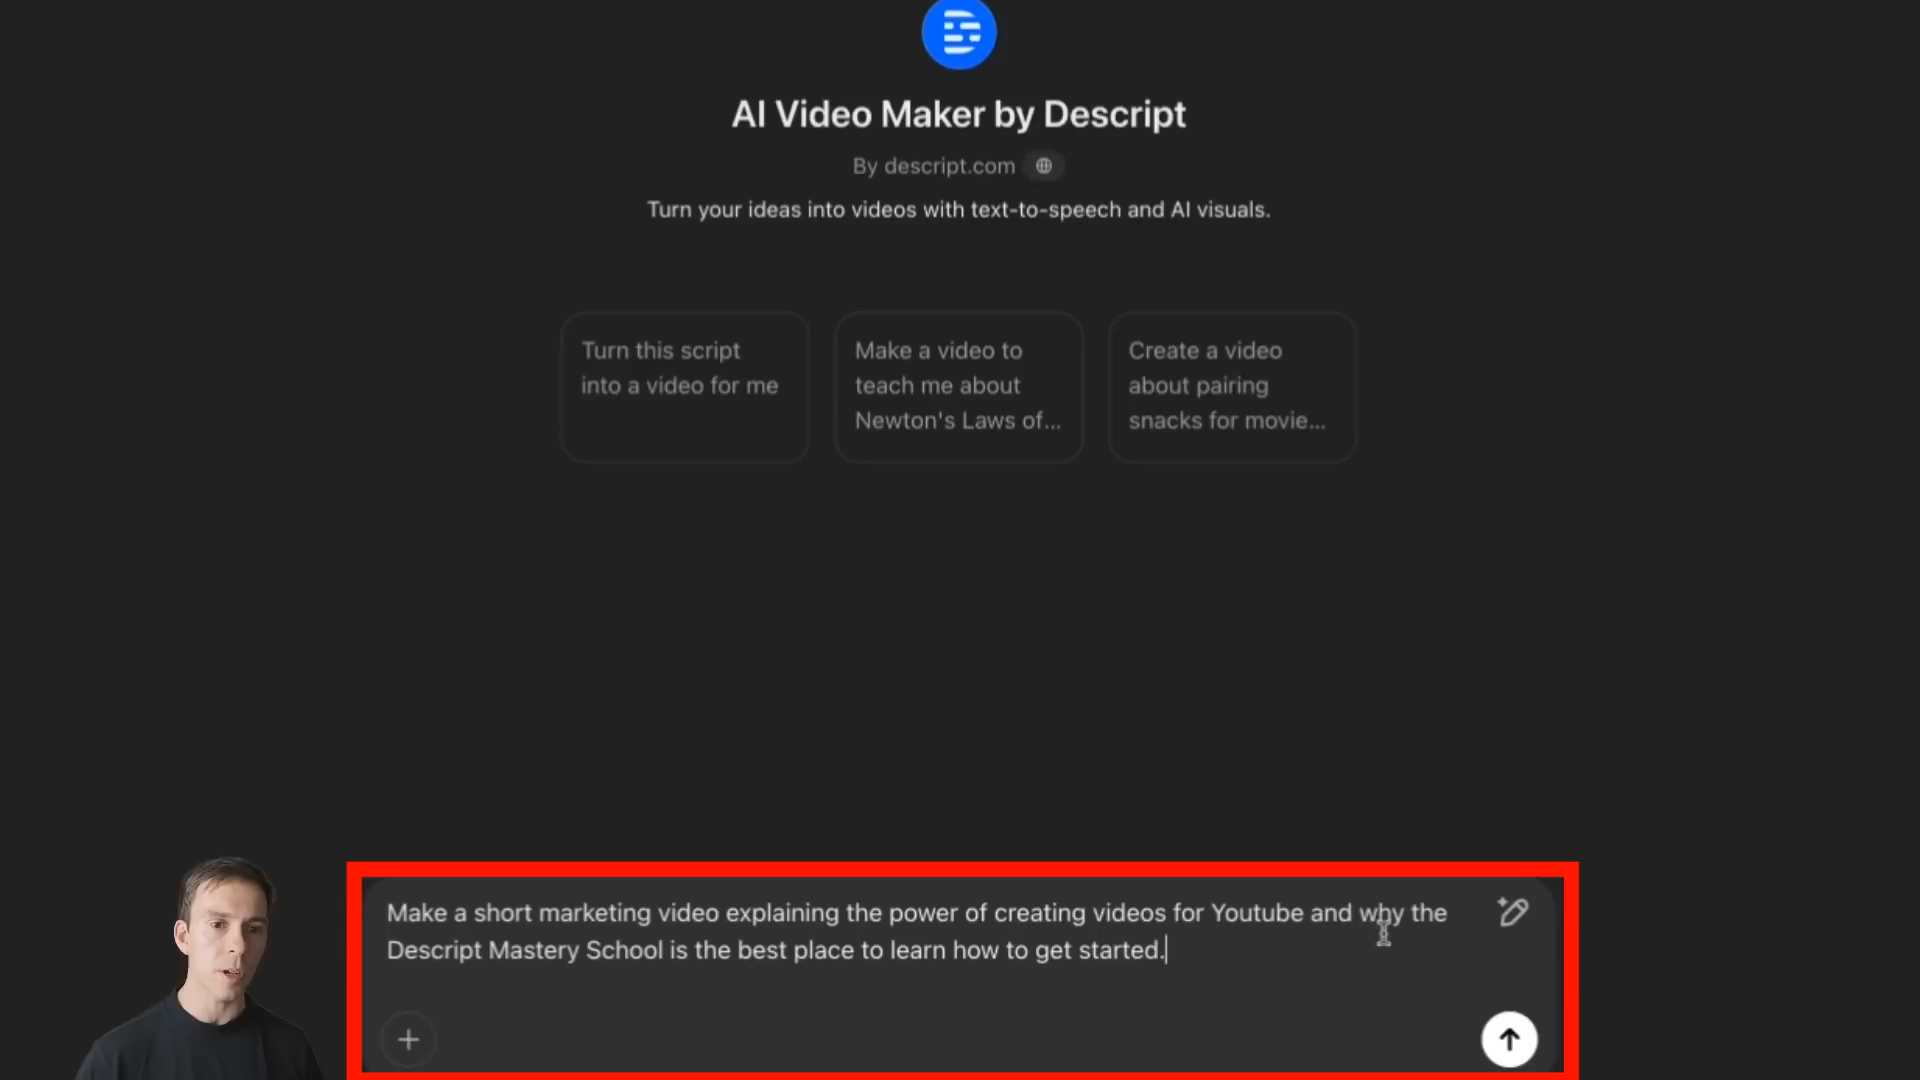 AI Video Maker by Descript
By descript.com
Turn your ideas into videos with text-to-speech and AI visuals.
Turn this script
into a video for me
Make a video to
teach me about
Newton's Laws of...
Create a video
about pairing
snacks for movie...
Make a short marketing video explaining the power of creating videos for Youtube and why the
Descript Mastery School is the best place to learn how to get started.